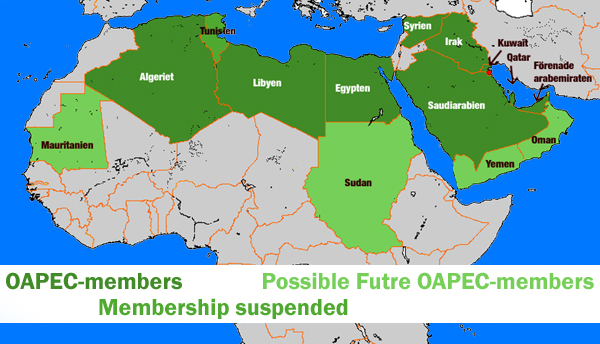 Tunisien
Syrien
Irak
Kuwait
Qatar
Förenade
arabemiraten
Algeriet
Libyen
Egypten
Saudiarabien
Mauritanien
Oman
Yemen
Sudan
OAPEC-members
Possible Futre OAPEC-members
Membership suspended